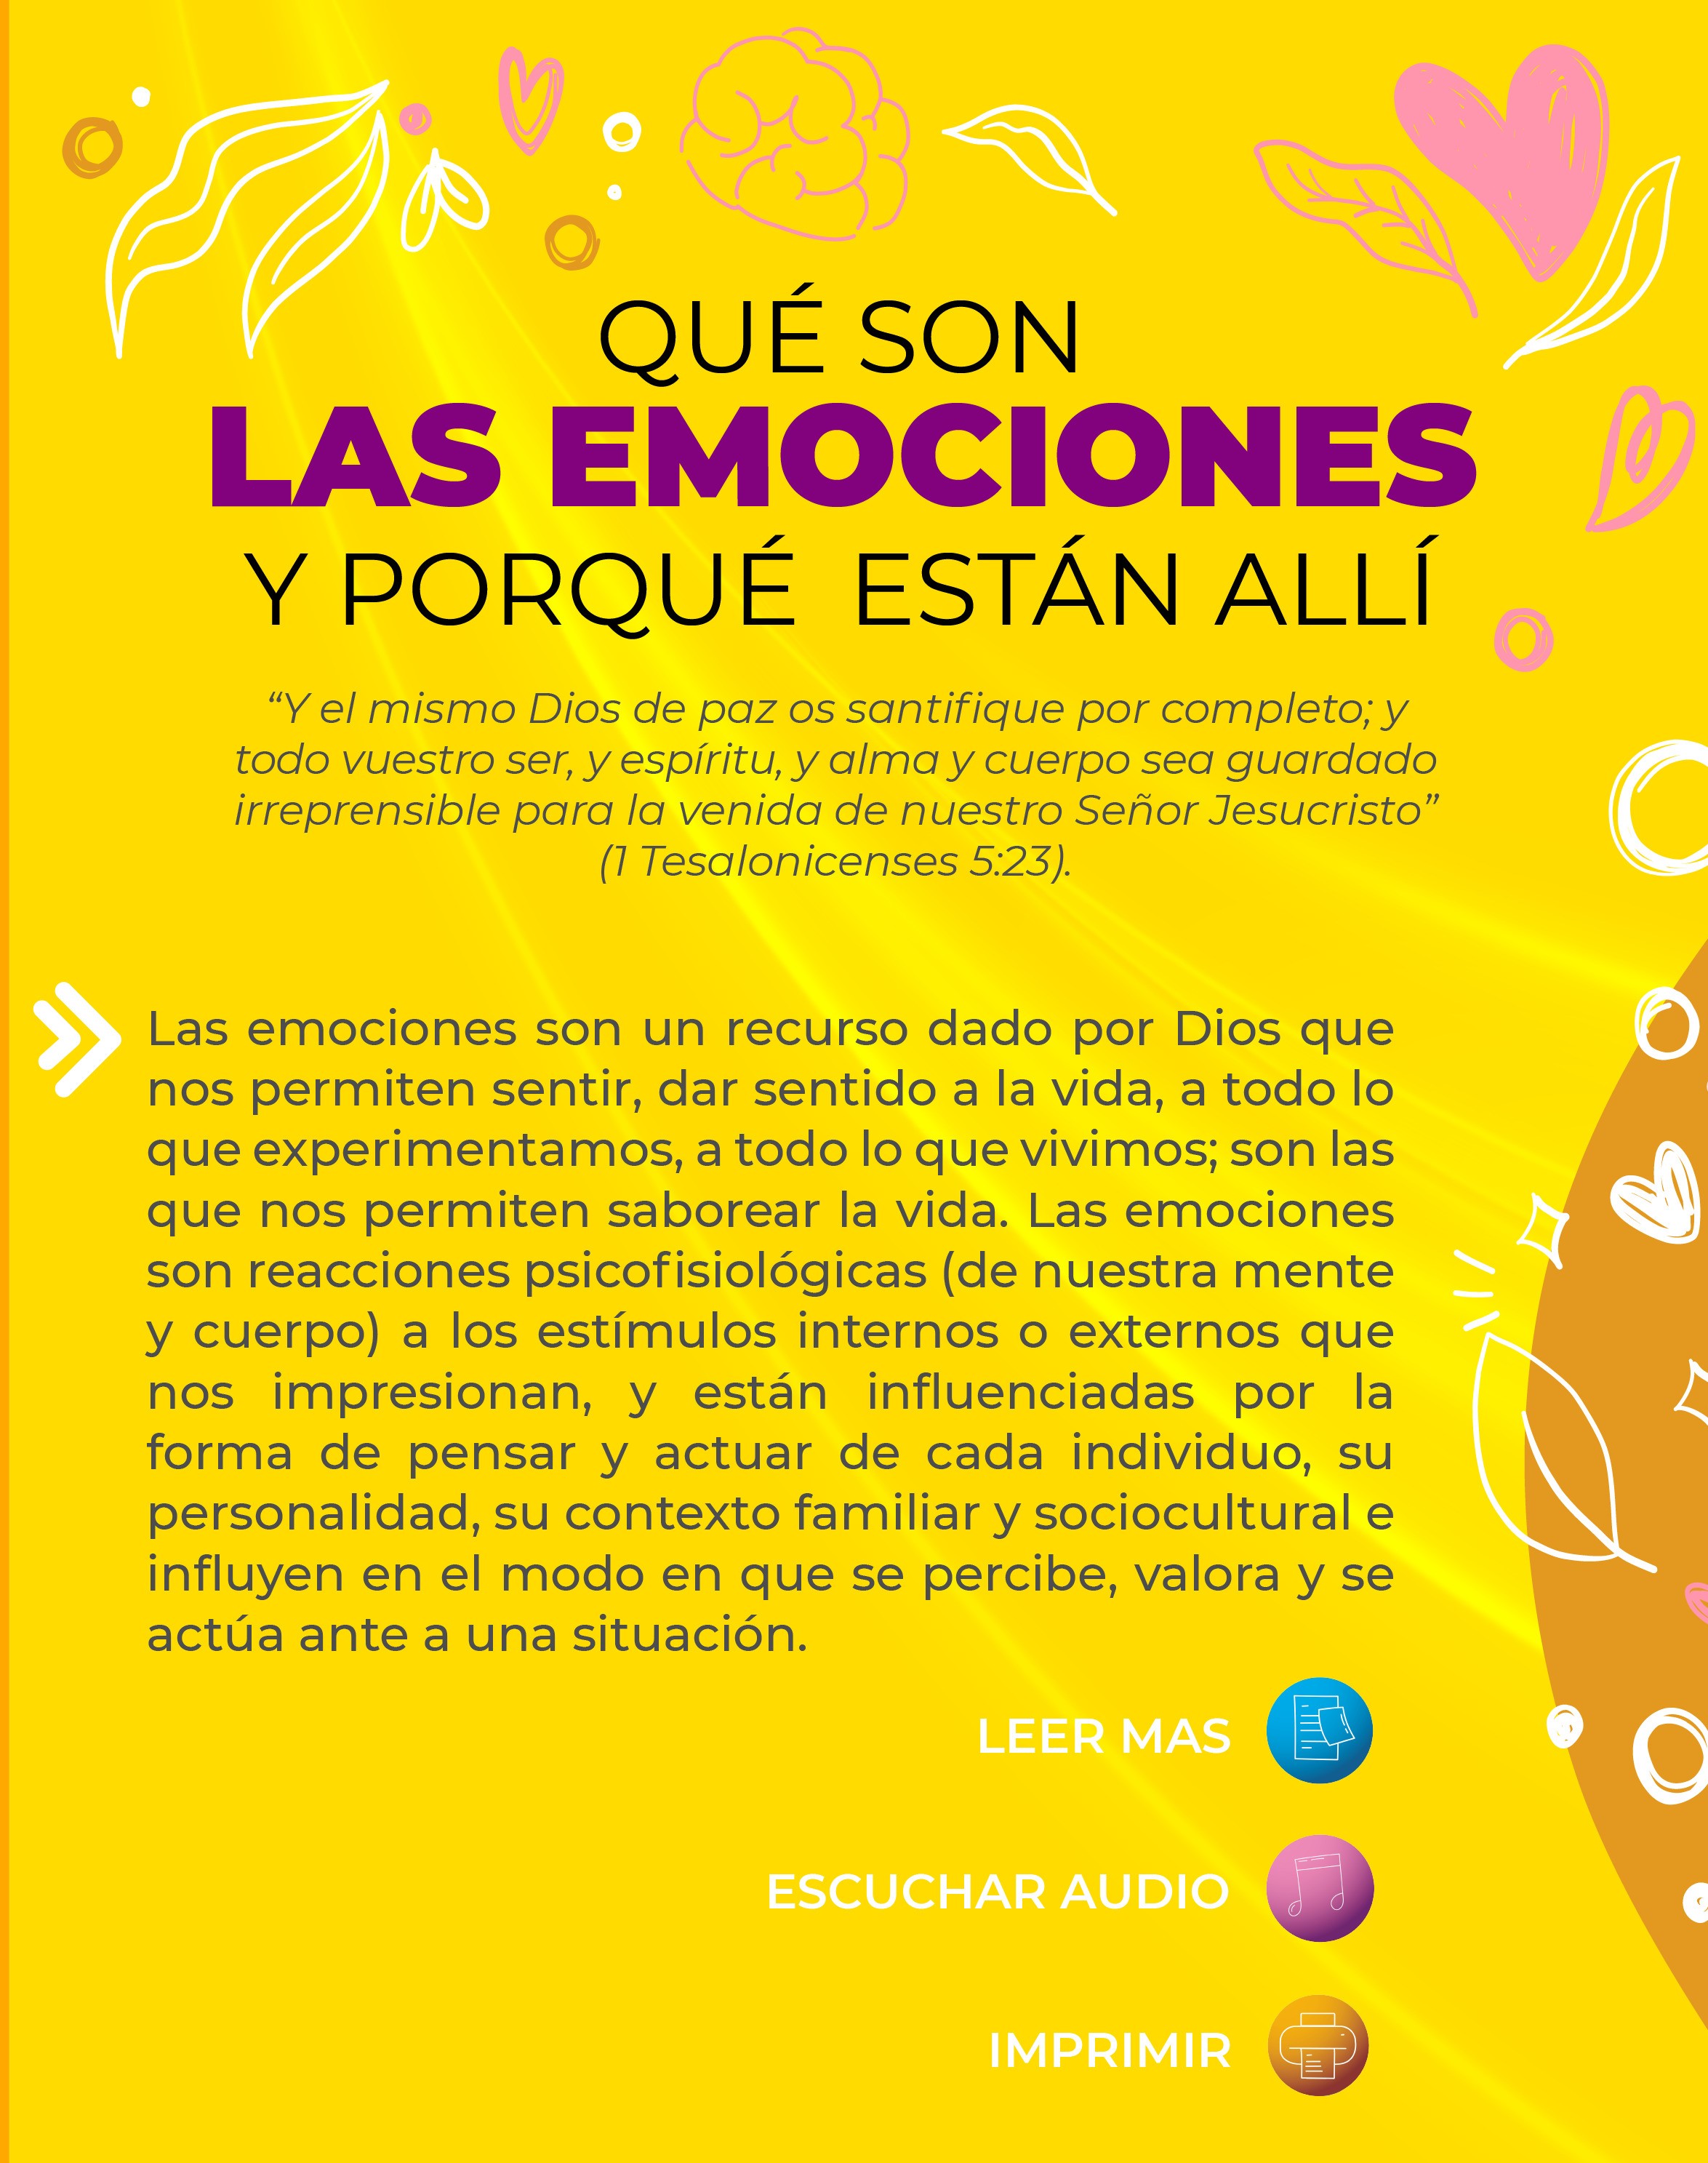 QUÉ SON
LAS EMOCIONES
Y PORQUÉ  ESTÁN ALLÍ
“Y el mismo Dios de paz os santifique por completo; y
todo vuestro ser, y espíritu, y alma y cuerpo sea guardado
irreprensible para la venida de nuestro Señor Jesucristo”
(1 Tesalonicenses 5:23).
Las emociones son un recurso dado por Dios que
nos permiten sentir, dar sentido a la vida, a todo lo
que experimentamos, a todo lo que vivimos; son las
que nos permiten saborear la vida. Las emociones
son reacciones psicofisiológicas (de nuestra mente
y cuerpo) a los estímulos internos o externos que
nos impresionan, y están influenciadas por la
forma de pensar y actuar de cada individuo, su
personalidad, su contexto familiar y sociocultural e
influyen en el modo en que se percibe, valora y se
actúa ante a una situación.
LEER MAS
ESCUCHAR AUDIO
IMPRIMIR